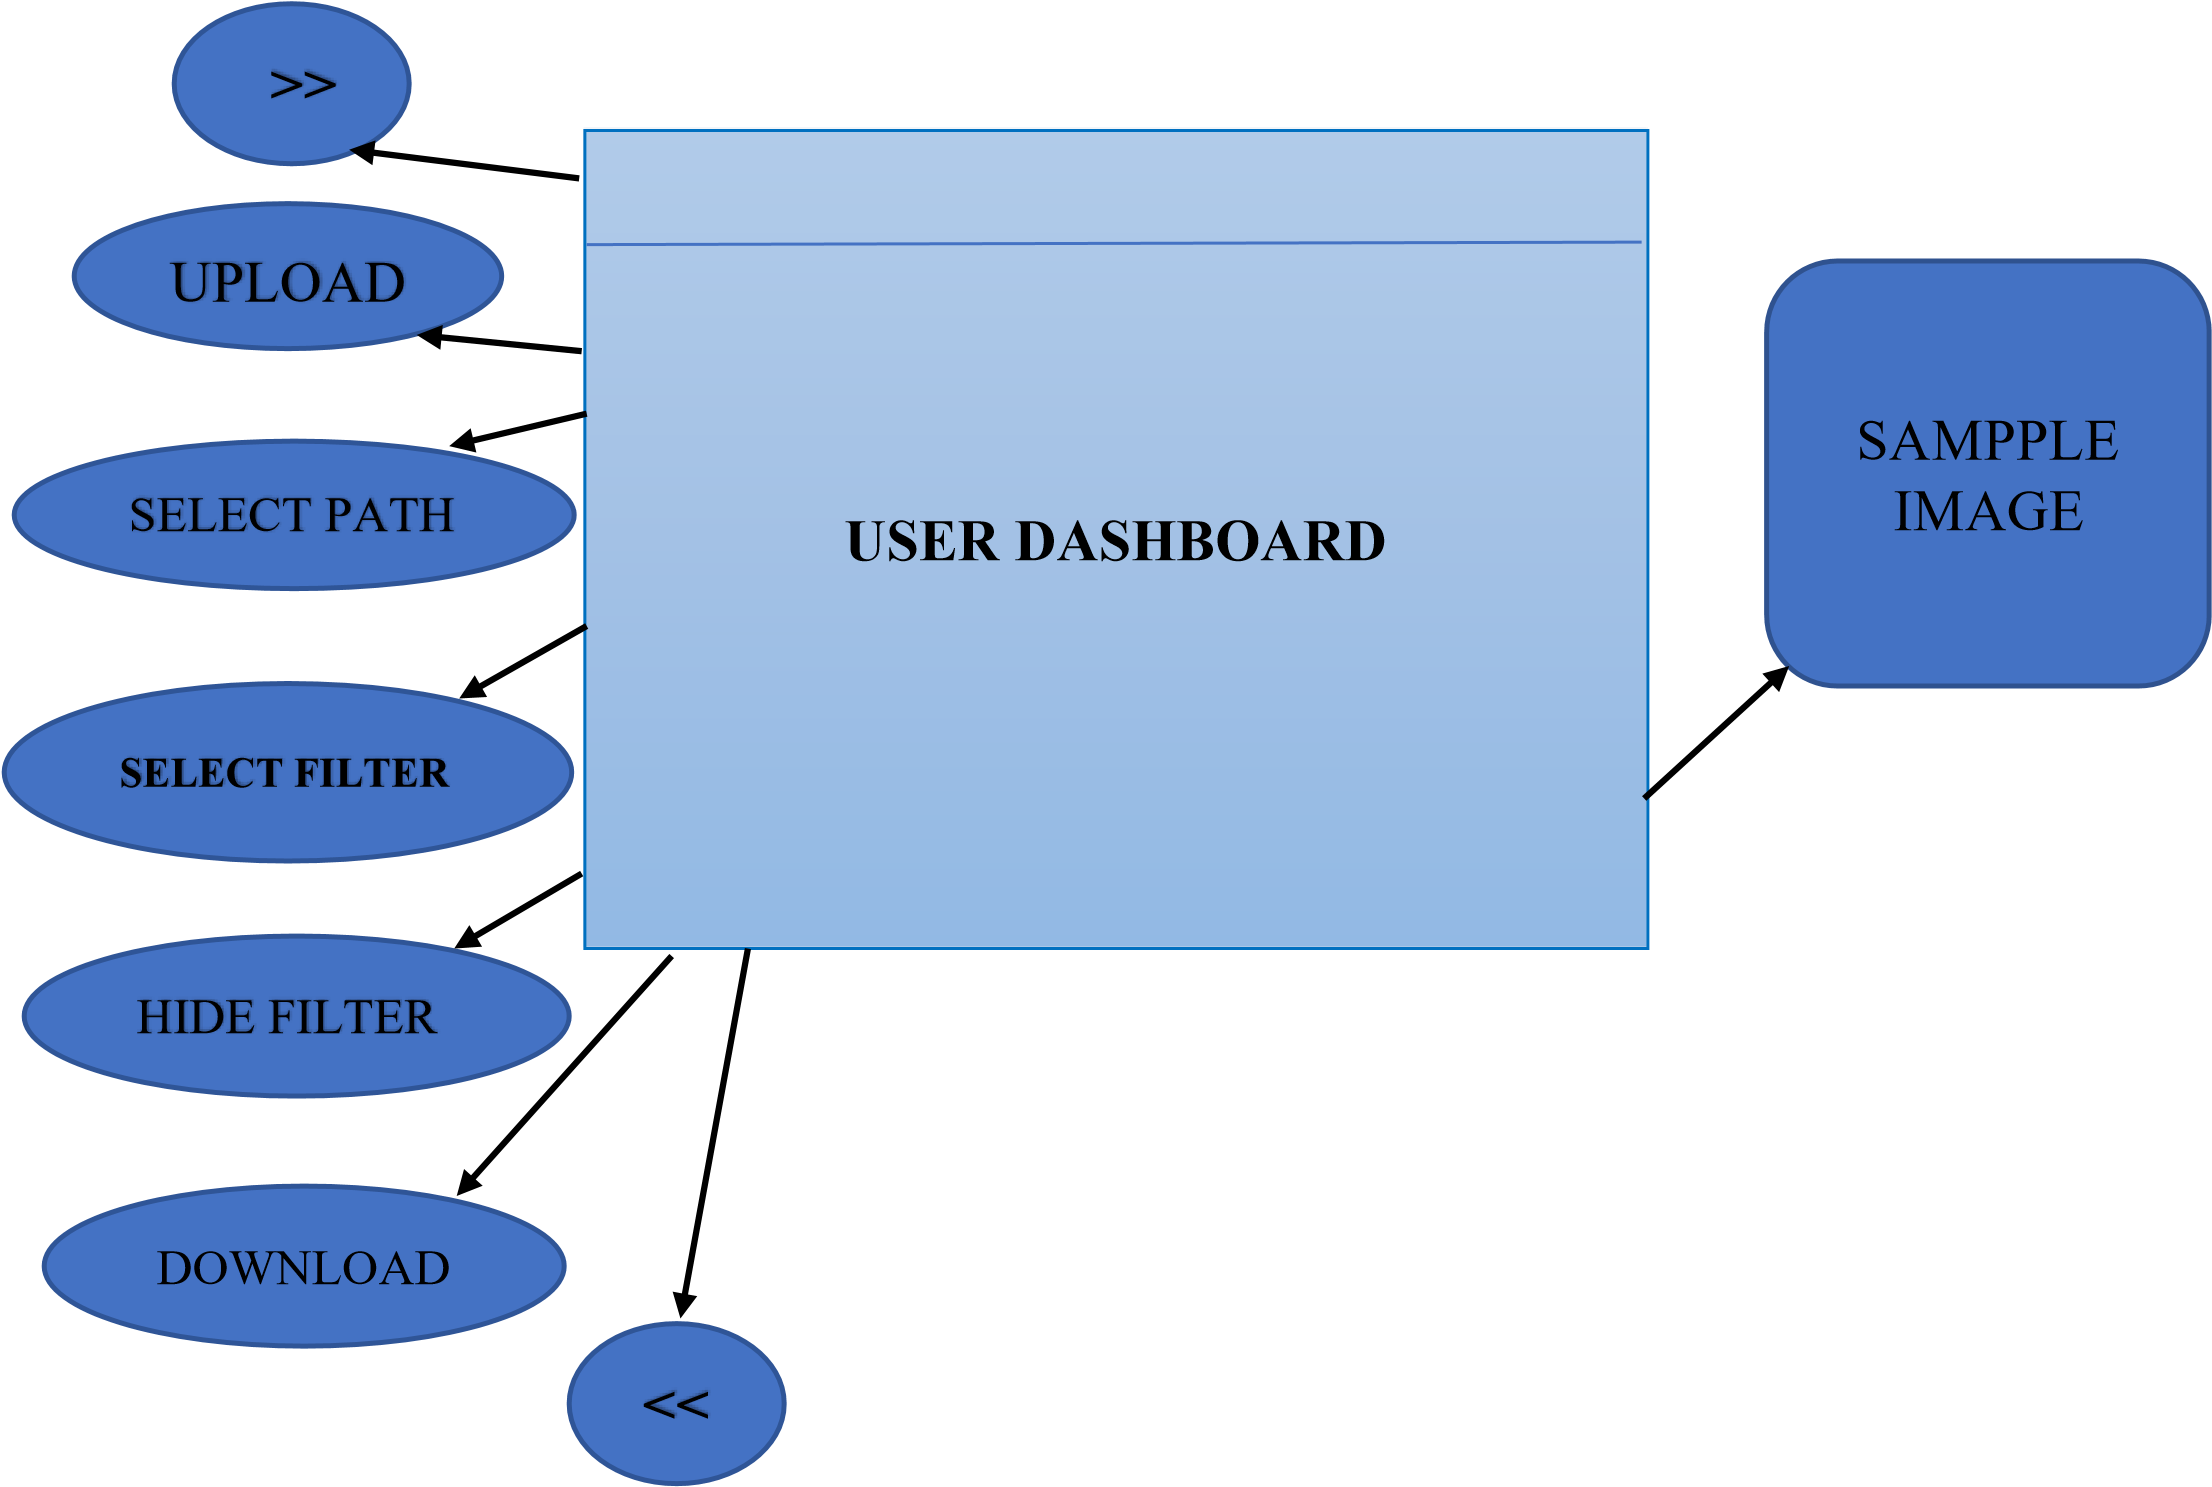 >>
UPLOAD
SELECT PATH
SELECT FILTER
HIDE FILTER
DOWNLOAD
<<
USER DASHBOARD
SAMPPLE
IMAGE